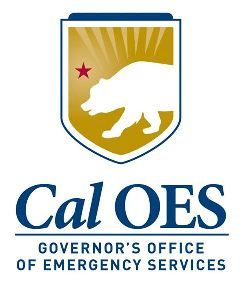 Cal OES
GOVERNOR'S OFFICE
OF EMERGENCY SERVICES